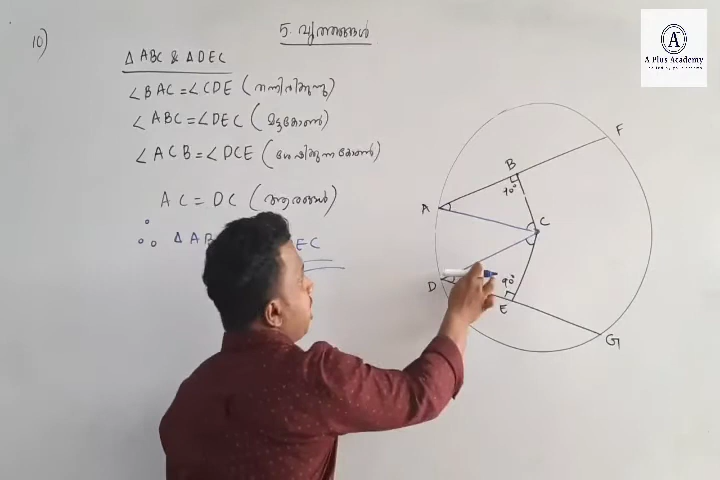 10)
5. വൃത്തങ്ങൾ
Δ ABC & Δ DEC
∠BAC = ∠CDE (തന്നിരിക്കുന്നു)
∠ABC = ∠DEC (മട്ടകോൺ)
∠ACB = ∠DCE (ശേഷിക്കുന്ന കോൺ)
AC = DC (ആരങ്ങൾ)
∴ Δ AB EC
A
A Plus Academy
F
B
90°
A
C
D
90°
E
G